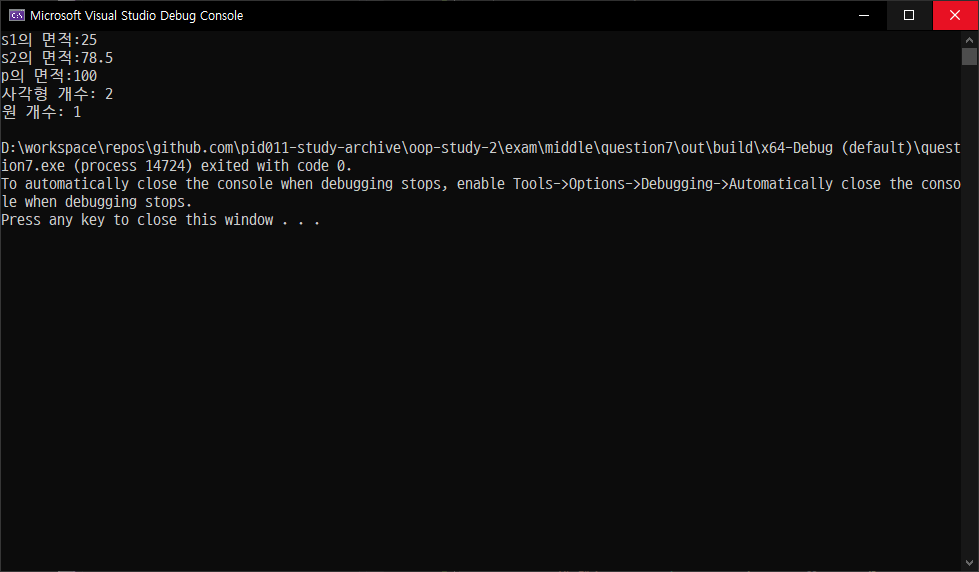 Microsoft Visual Studio Debug Console
s1의 면적:25
s2의 면적:78.5
p의 면적:100
사각형 개수: 2
원 개수: 1
D:\workspace\repos\github.com\pid011-study-archive\oop-study-2\exam\middle\question7\out\build\x64-Debug (default)\quest
ion7.exe (process 14724) exited with code 0.
To automatically close the console when debugging stops, enable Tools->Options->Debugging->Automatically close the conso
le when debugging stops.
Press any key to close this window . . .